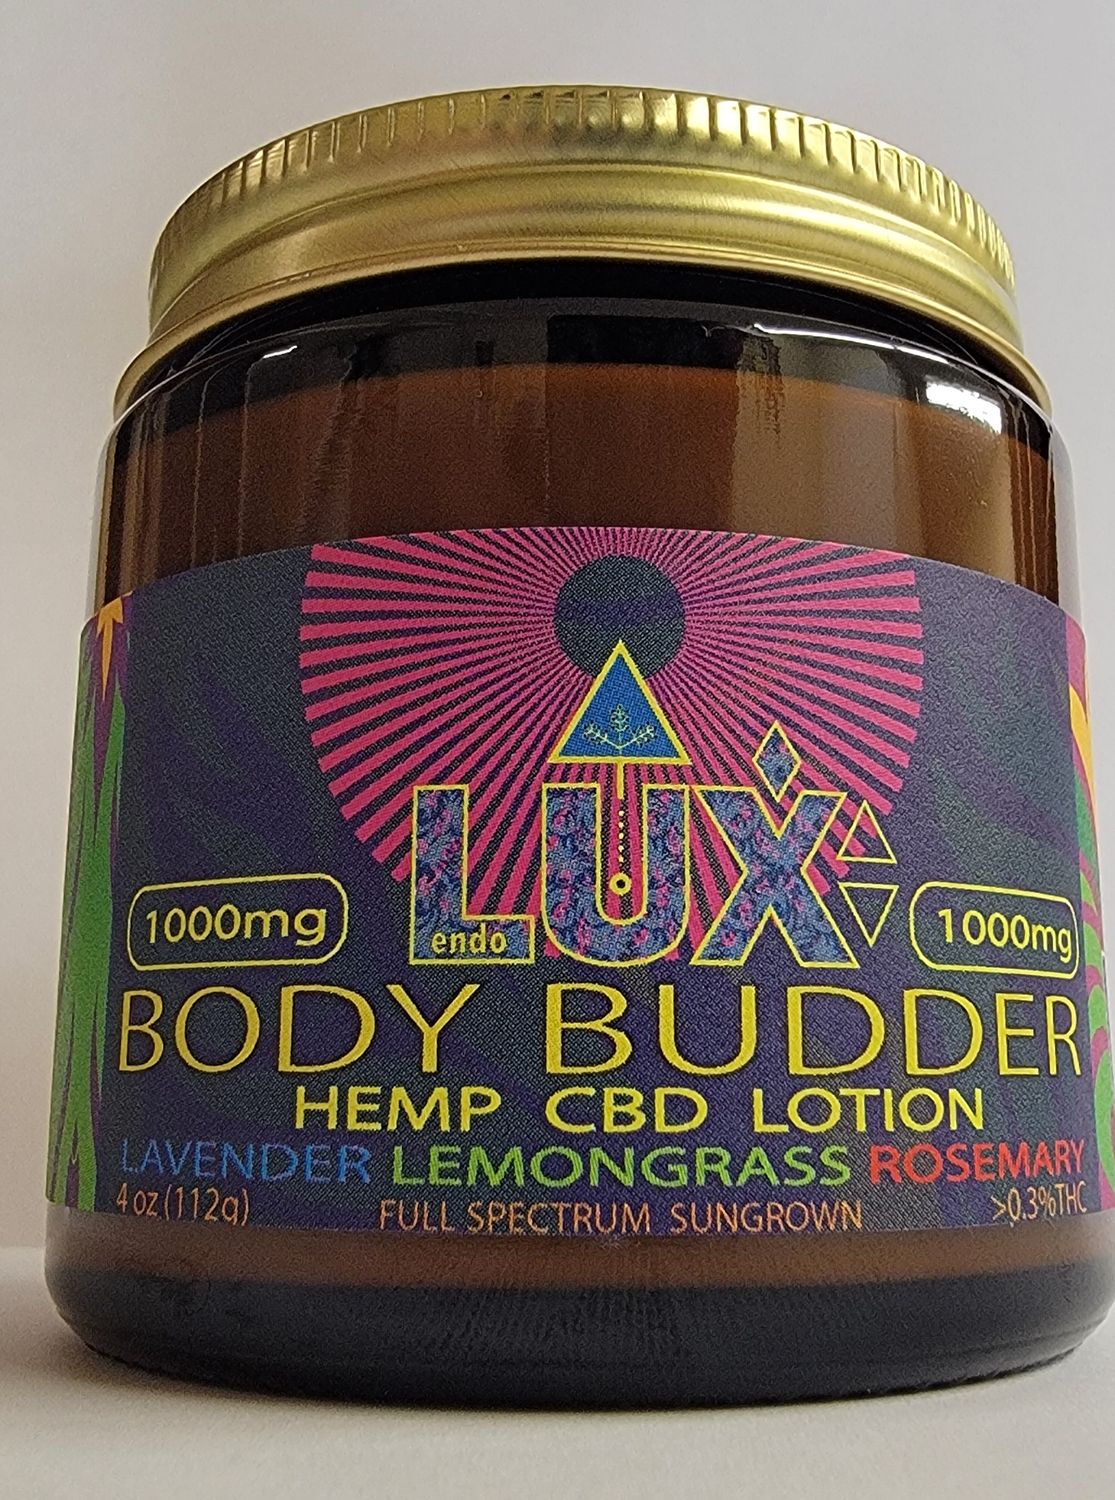 LUX
endo
1000mg
1000mg
BODY BUDDER
HEMP CBD LOTION
LAVENDER LEMONGRASS ROSEMARY
4 oz (112g) FULL SPECTRUM SUNGROWN >0.3%THC